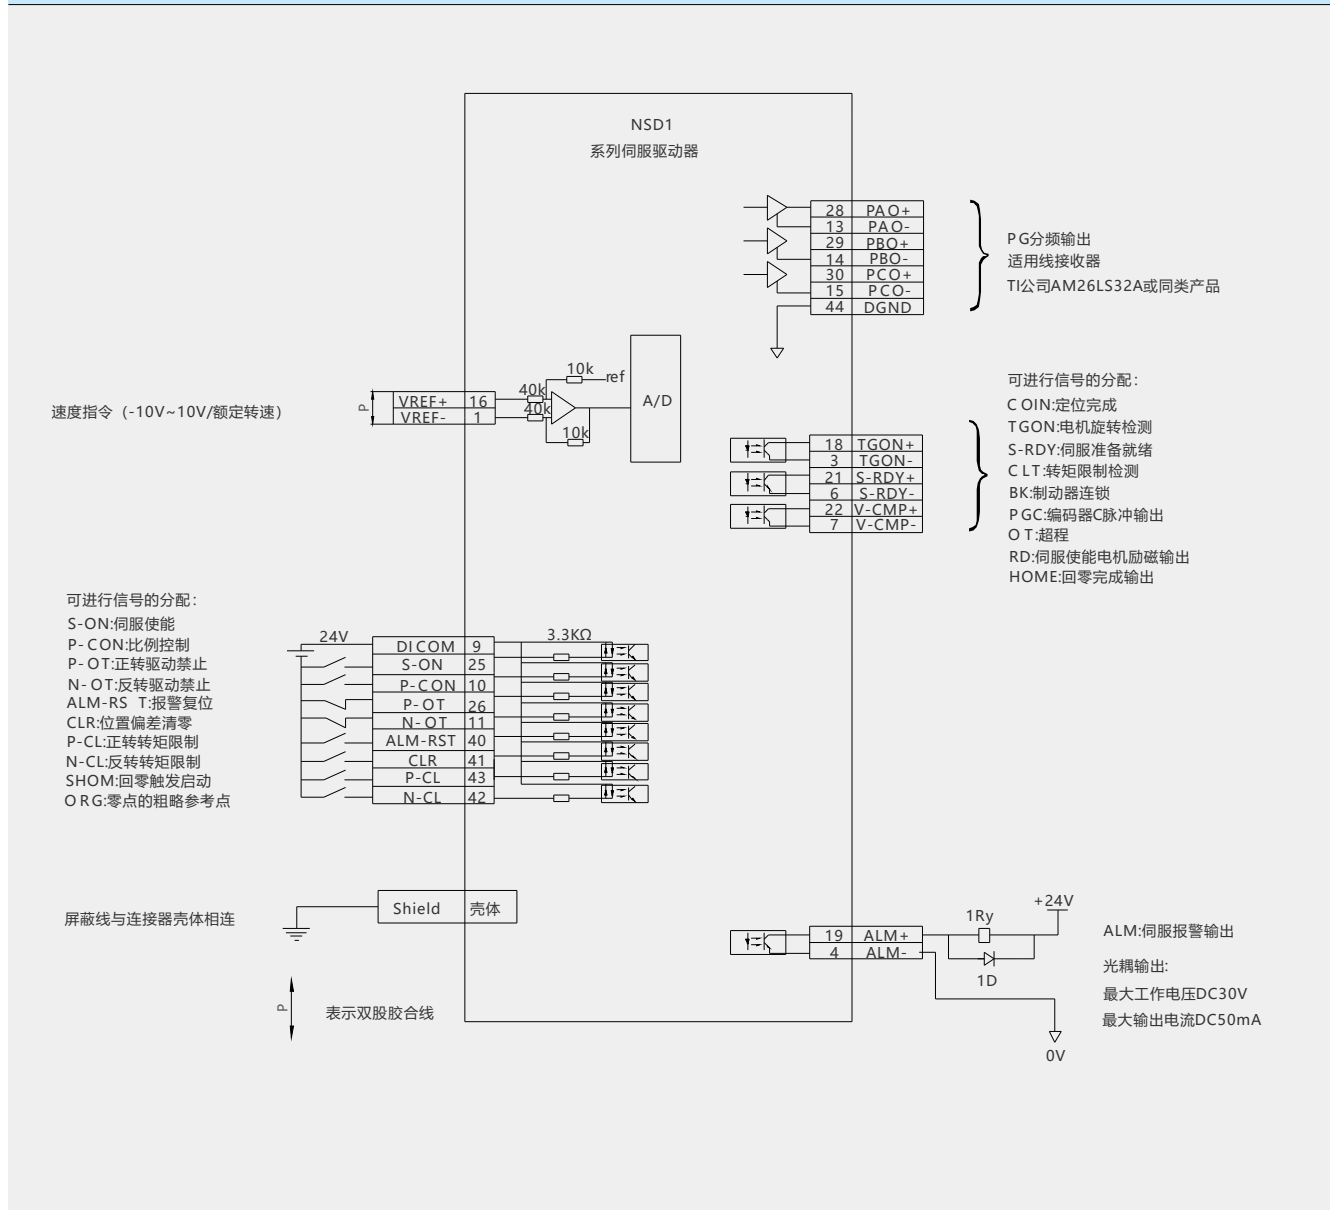 NSD1
系列伺服驱动器
28 PAO+
13 PAO-
29 PBO+
14 PBO-
30 PCO+
15 PCO-
44 DGND
PG分频输出
适用线接收器
TI公司AM26LS32A或同类产品
速度指令（-10V~10V/额定转速）
P
VREF+ 16
VREF- 1
40k
40k
10k
10k
ref
A/D
18 TGON+
3 TGON-
21 S-RDY+
6 S-RDY-
22 V-CMP+
7 V-CMP-
可进行信号的分配：
COIN:定位完成
TGON:电机旋转检测
S-RDY:伺服准备就绪
CLT:转矩限制检测
BK:制动器连锁
PGC:编码器C脉冲输出
OT:超程
RD:伺服使能电机励磁输出
HOME:回零完成输出
可进行信号的分配：
S-ON:伺服使能
P-CON:比例控制
P-OT:正转驱动禁止
N-OT:反转驱动禁止
ALM-RS T:报警复位
CLR:位置偏差清零
P-CL:正转转矩限制
N-CL:反转转矩限制
SHOM:回零触发启动
ORG:零点的粗略参考点
24V
DICOM 9
S-ON 25
P-CON 10
P-OT 26
N-OT 11
ALM-RST 40
CLR 41
P-CL 43
N-CL 42
3.3KΩ
屏蔽线与连接器壳体相连
Shield 壳体
P
表示双股胶合线
19 ALM+
4 ALM-
1Ry
1D
+24V
0V
ALM:伺服报警输出
光耦输出:
最大工作电压DC30V
最大输出电流DC50mA